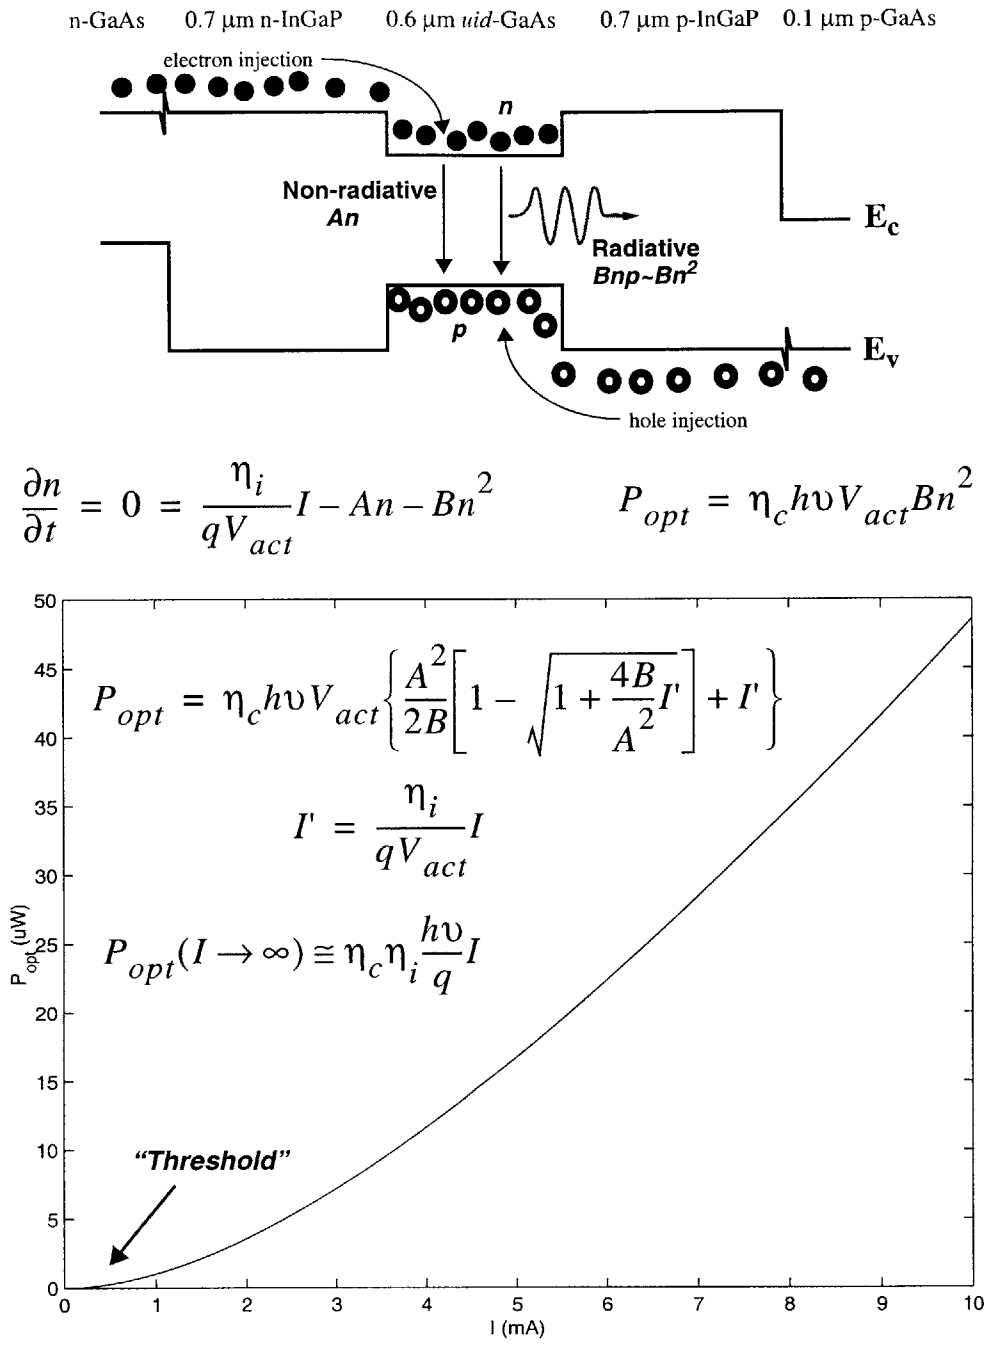 n-GaAs 0.7 μm n-InGaP 0.6 μm uid-GaAs 0.7 μm p-InGaP 0.1 μm p-GaAs
electron injection
n
Non-radiative
An
Radiative
Bnp~Bn²
E_c
p
E_v
hole injection
∂n/∂t = 0 = η_i/(qV_act) I – An – Bn² P_opt = η_c hυV_act Bn²
50
45
40
35
30
25
20
15
10
5
0
P_opt (uW)
P_opt = η_c hυV_act {A²/2B [1 – √(1 + 4B/A² I')] + I'}
I' = η_i/(qV_act) I
P_opt(I → ∞) ≅ η_c η_i hυ/q I
“Threshold”
0 1 2 3 4 5 6 7 8 9 10
I (mA)